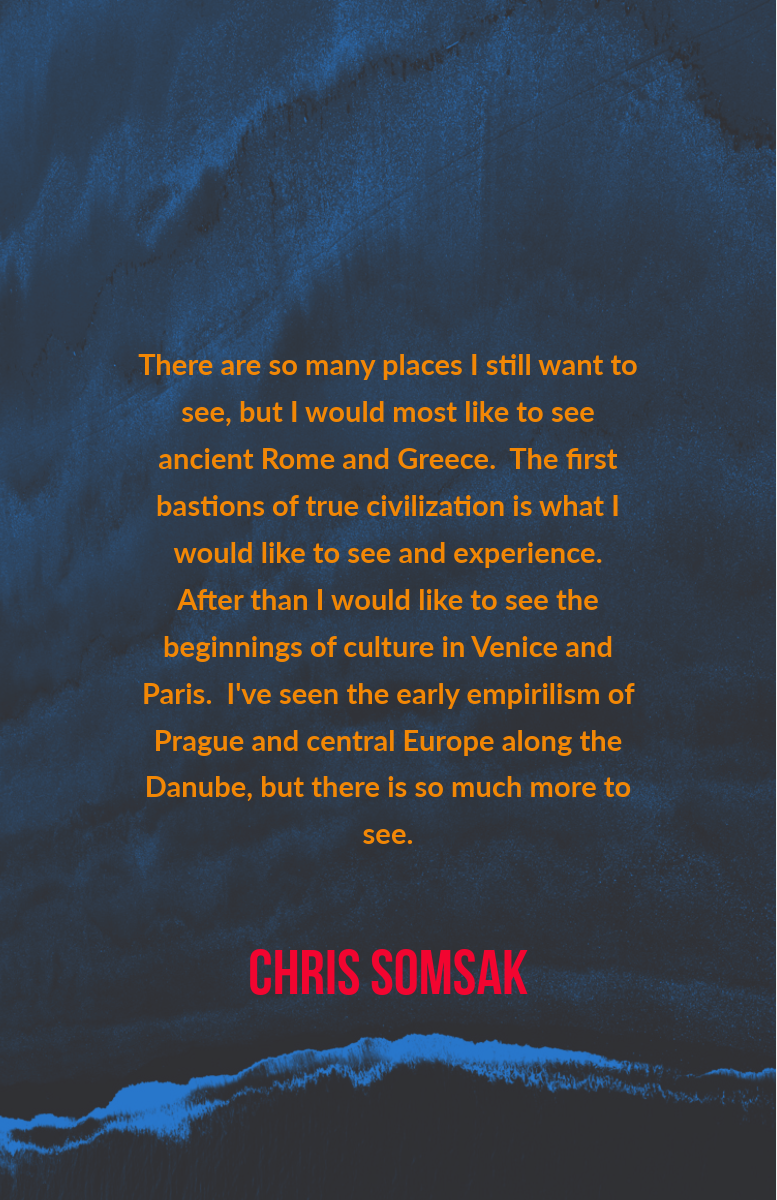 There are so many places I still want to
see, but I would most like to see
ancient Rome and Greece.  The first
bastions of true civilization is what I
would like to see and experience.
After than I would like to see the
beginnings of culture in Venice and
Paris.  I've seen the early empirilism of
Prague and central Europe along the
Danube, but there is so much more to
see.
CHRIS SOMSAK